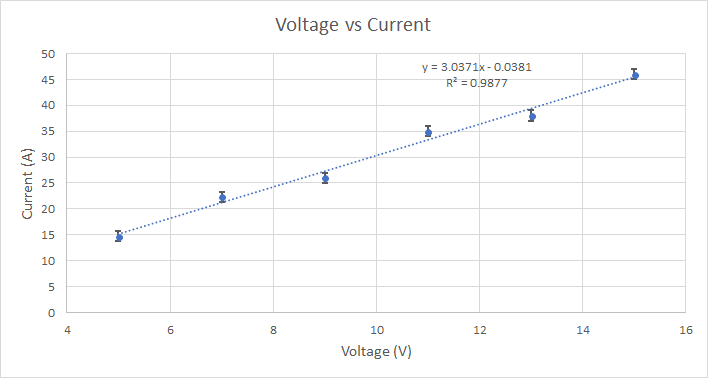 Voltage vs Current
y = 3.0371x - 0.0381
R² = 0.9877
50
45
40
35
30
25
20
15
10
5
0
Current (A)
4 6 8 10 12 14 16
Voltage (V)